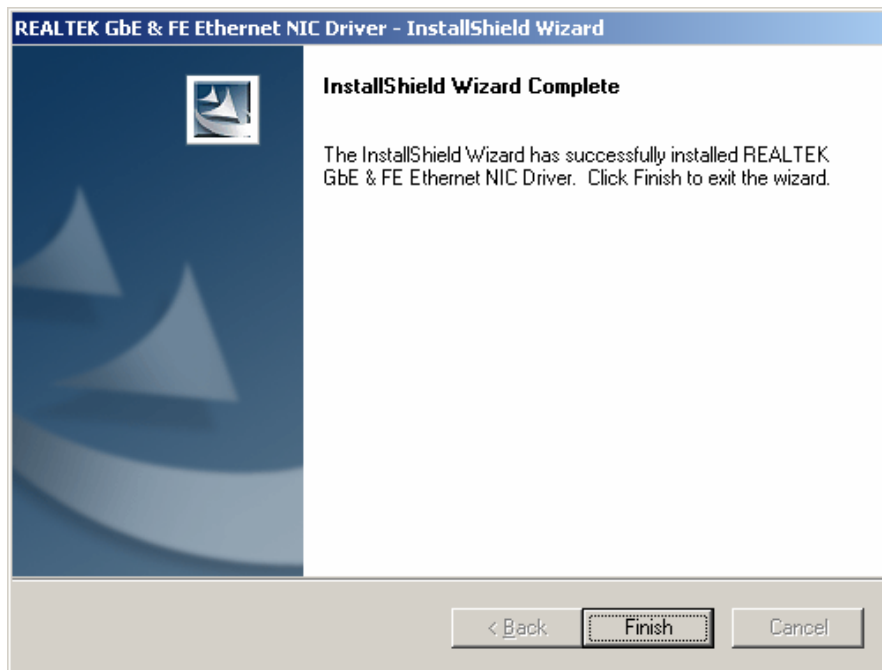 REALTEK GbE & FE Ethernet NIC Driver - InstallShield Wizard
InstallShield Wizard Complete
The InstallShield Wizard has successfully installed REALTEK
GbE & FE Ethernet NIC Driver.  Click Finish to exit the wizard.
< Back Finish Cancel